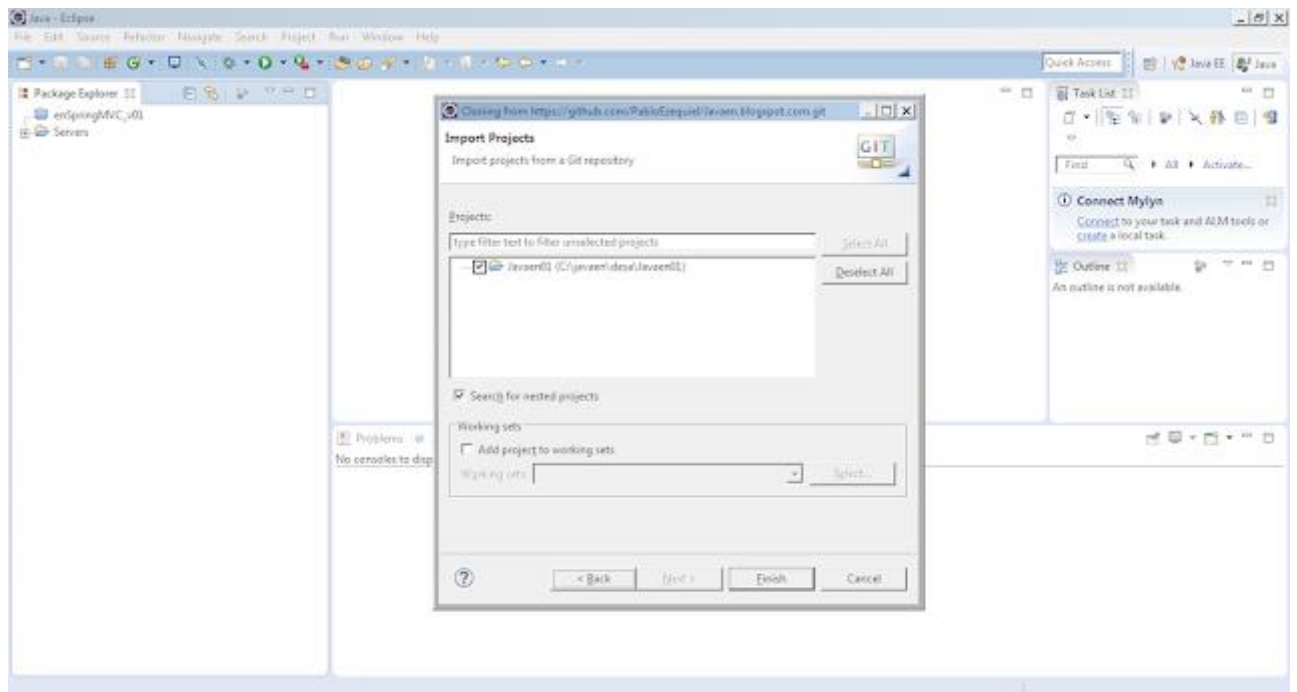 Java - Eclipse
File Edit Source Refactor Navigate Search Project Run Window Help
Quick Access
Java EE
Java
Package Explorer
enSpringMVC_v01
Servers
Cloning from https://github.com/PabloEzequiel/Javaen.blogspot.com.git
Import Projects
Import projects from a Git repository
GIT
Projects:
type filter text to filter unselected projects
Select All
Javaen01 (C:\javaen\desa\Javaen01)
Deselect All
Search for nested projects
Working sets
Add project to working sets
Working sets:
Select...
< Back
Next >
Finish
Cancel
Task List
Find
All
Activate...
Connect Mylyn
Connect to your task and ALM tools or
create a local task.
Outline
An outline is not available.
Problems
No consoles to disp